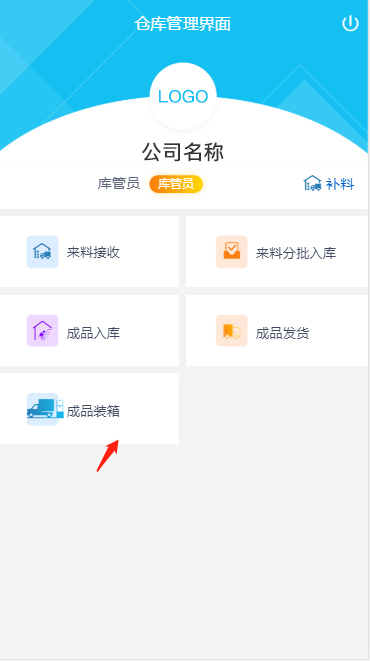 仓库管理界面
LOGO
公司名称
库管员 库管员 补料
来料接收 来料分批入库
成品入库 成品发货
成品装箱